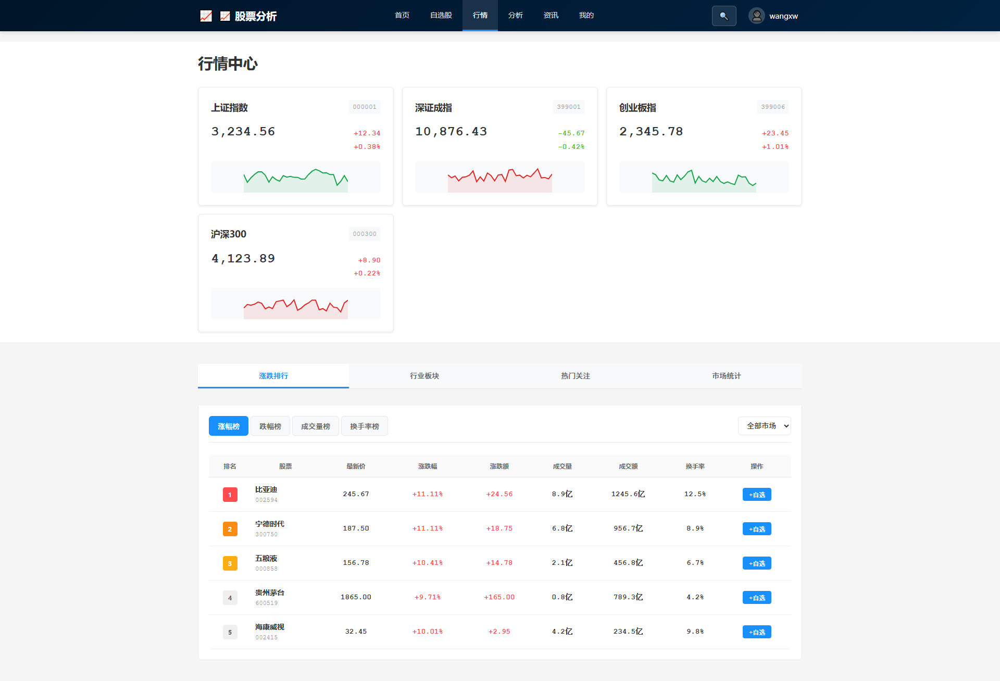 股票分析 首页 自选股 行情 分析 资讯 我的 wangxw
行情中心
上证指数 000001
3,234.56 +12.34
+0.38%
深证成指 399001
10,876.43 -45.67
-0.42%
创业板指 399006
2,345.78 +23.45
+1.01%
沪深300 000300
4,123.89 +8.90
+0.22%
涨跌排行 行业板块 热门关注 市场统计
涨幅榜 跌幅榜 成交量榜 换手率榜 全部市场
排名 股票 最新价 涨跌幅 涨跌额 成交量 成交额 换手率 操作
1 比亚迪 002594 245.67 +11.11% +24.56 8.9亿 1245.6亿 12.5% +自选
2 宁德时代 300750 187.50 +11.11% +18.75 6.8亿 956.7亿 8.9% +自选
3 五粮液 000858 156.78 +10.41% +14.78 2.1亿 456.8亿 6.7% +自选
4 贵州茅台 600519 1865.00 +9.71% +165.00 0.8亿 789.3亿 4.2% +自选
5 海康威视 002415 32.45 +10.01% +2.95 4.2亿 234.5亿 9.8% +自选